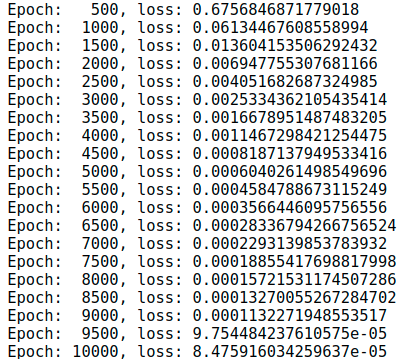 Epoch:   500, loss: 0.6756846871779018
Epoch:  1000, loss: 0.06134467608558994
Epoch:  1500, loss: 0.013604153506292432
Epoch:  2000, loss: 0.006947755307681166
Epoch:  2500, loss: 0.004051682687324985
Epoch:  3000, loss: 0.0025334362105435414
Epoch:  3500, loss: 0.0016678951487483205
Epoch:  4000, loss: 0.0011467298421254475
Epoch:  4500, loss: 0.0008187137949533416
Epoch:  5000, loss: 0.0006040261498549696
Epoch:  5500, loss: 0.0004584788673115249
Epoch:  6000, loss: 0.0003566446095756556
Epoch:  6500, loss: 0.00028336794266756524
Epoch:  7000, loss: 0.0002293139853783932
Epoch:  7500, loss: 0.00018855417698817998
Epoch:  8000, loss: 0.00015721531174507286
Epoch:  8500, loss: 0.00013270055267284702
Epoch:  9000, loss: 0.0001132271948553517
Epoch:  9500, loss: 9.754484237610575e-05
Epoch: 10000, loss: 8.475916034259637e-05